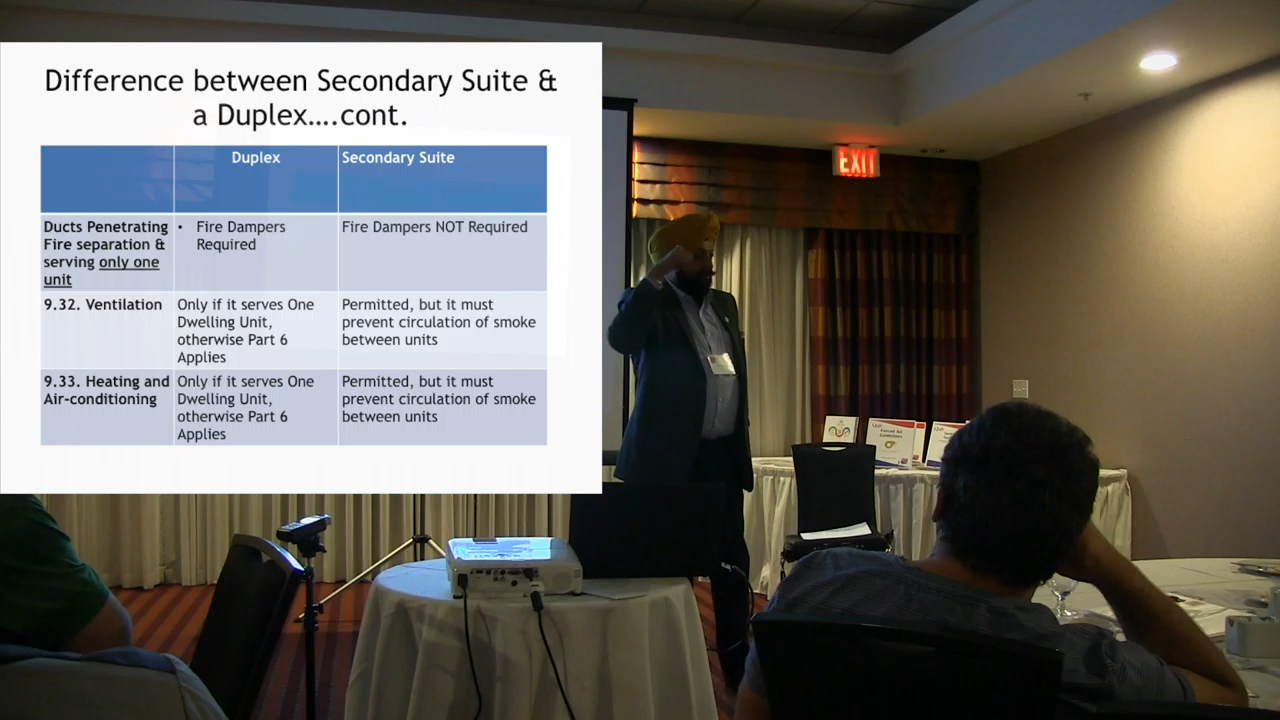 Difference between Secondary Suite &
a Duplex....cont.
Duplex
Secondary Suite
Ducts Penetrating
Fire separation &
serving only one
unit
• Fire Dampers
Required
Fire Dampers NOT Required
9.32. Ventilation
Only if it serves One
Dwelling Unit,
otherwise Part 6
Applies
Permitted, but it must
prevent circulation of smoke
between units
9.33. Heating and
Air-conditioning
Only if it serves One
Dwelling Unit,
otherwise Part 6
Applies
Permitted, but it must
prevent circulation of smoke
between units
EXIT
Forced Air
Guidelines